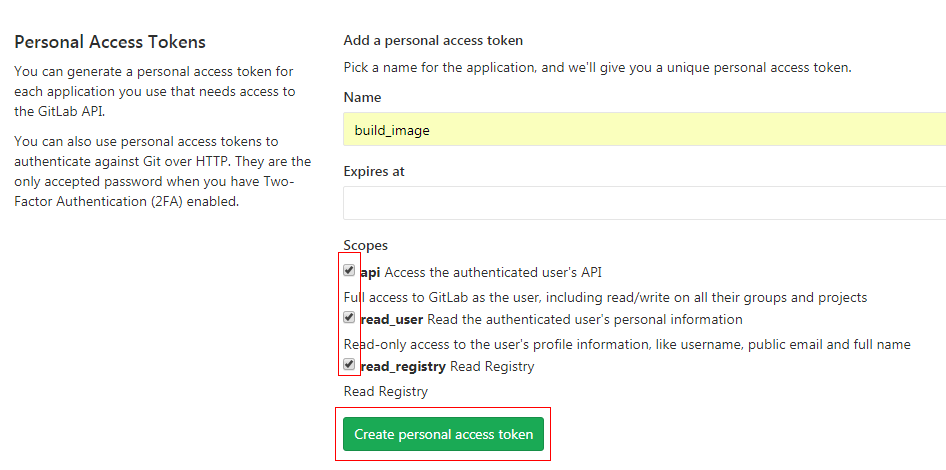 Personal Access Tokens
You can generate a personal access token for
each application you use that needs access to
the GitLab API.
You can also use personal access tokens to
authenticate against Git over HTTP. They are the
only accepted password when you have Two-
Factor Authentication (2FA) enabled.
Add a personal access token
Pick a name for the application, and we'll give you a unique personal access token.
Name
build_image
Expires at
Scopes
api Access the authenticated user's API
Full access to GitLab as the user, including read/write on all their groups and projects
read_user Read the authenticated user's personal information
Read-only access to the user's profile information, like username, public email and full name
read_registry Read Registry
Read Registry
Create personal access token